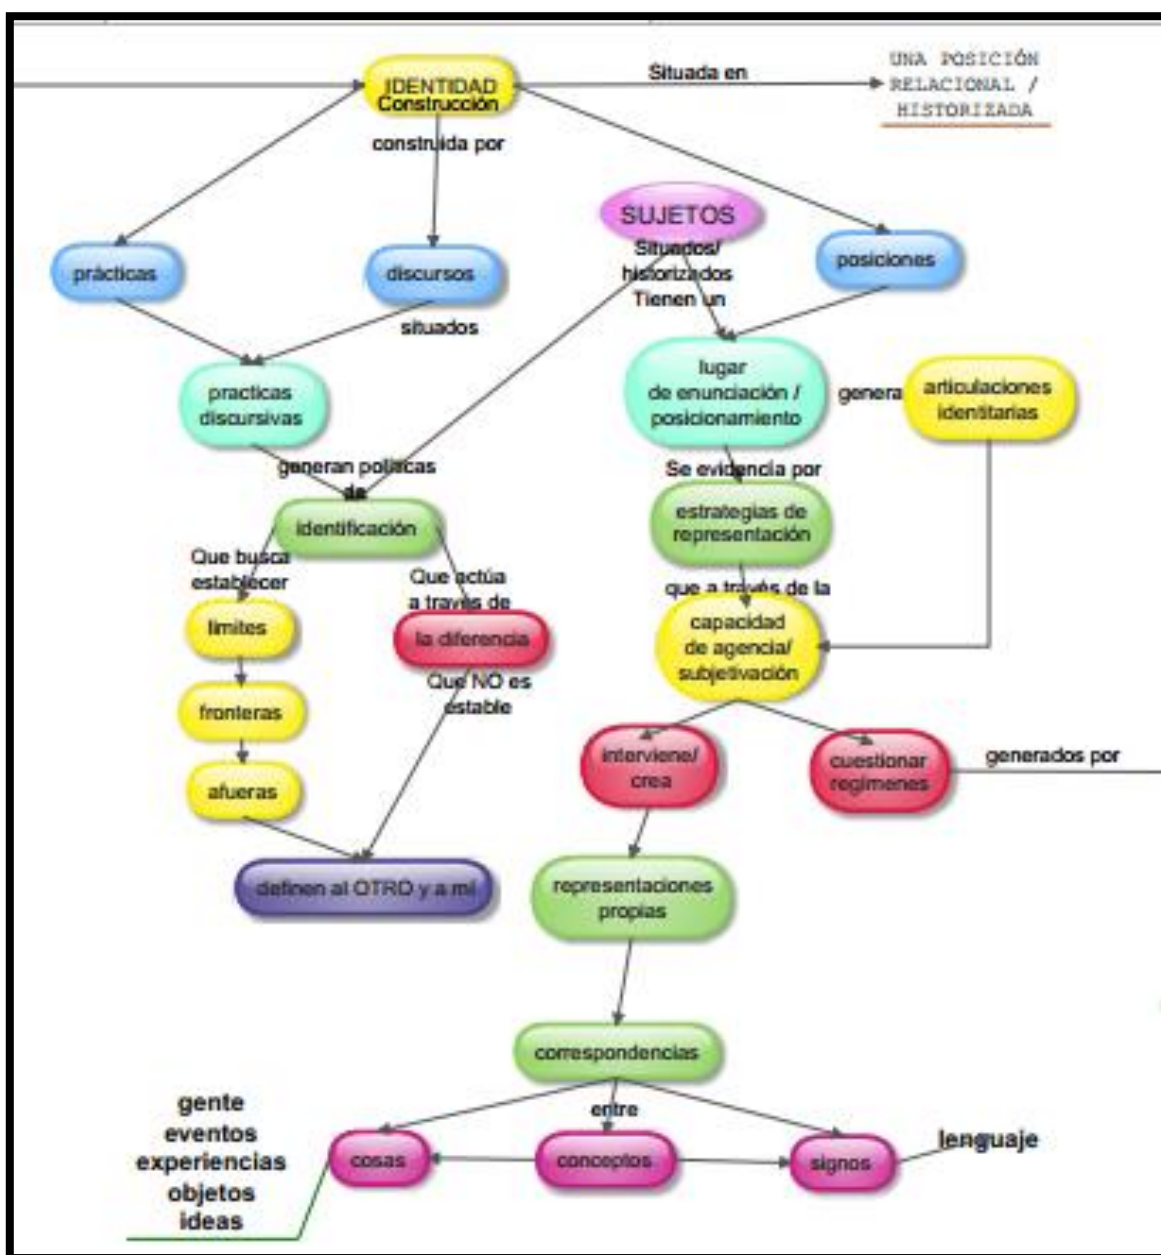 IDENTIDAD
Construcción
Situada en
UNA POSICIÓN
RELACIONAL /
HISTORIZADA
construida por
SUJETOS
Situados/
historizados
Tienen un
prácticas
discursos
posiciones
situados
practicas
discursivas
lugar
de enunciación /
posicionamiento
genera
articulaciones
identitarias
generan políacas
de
Se evidencia por
identificación
estrategias de
representación
Que busca
establecer
Que actúa
a través de
que a través de la
límites
la diferencia
capacidad
de agencia/
subjetivación
Que NO es
estable
fronteras
afueras
interviene/
crea
cuestionar
regímenes
generados por
definen al OTRO y a mí
representaciones
propias
correspondencias
entre
gente
eventos
experiencias
objetos
ideas
cosas
conceptos
signos
lenguaje